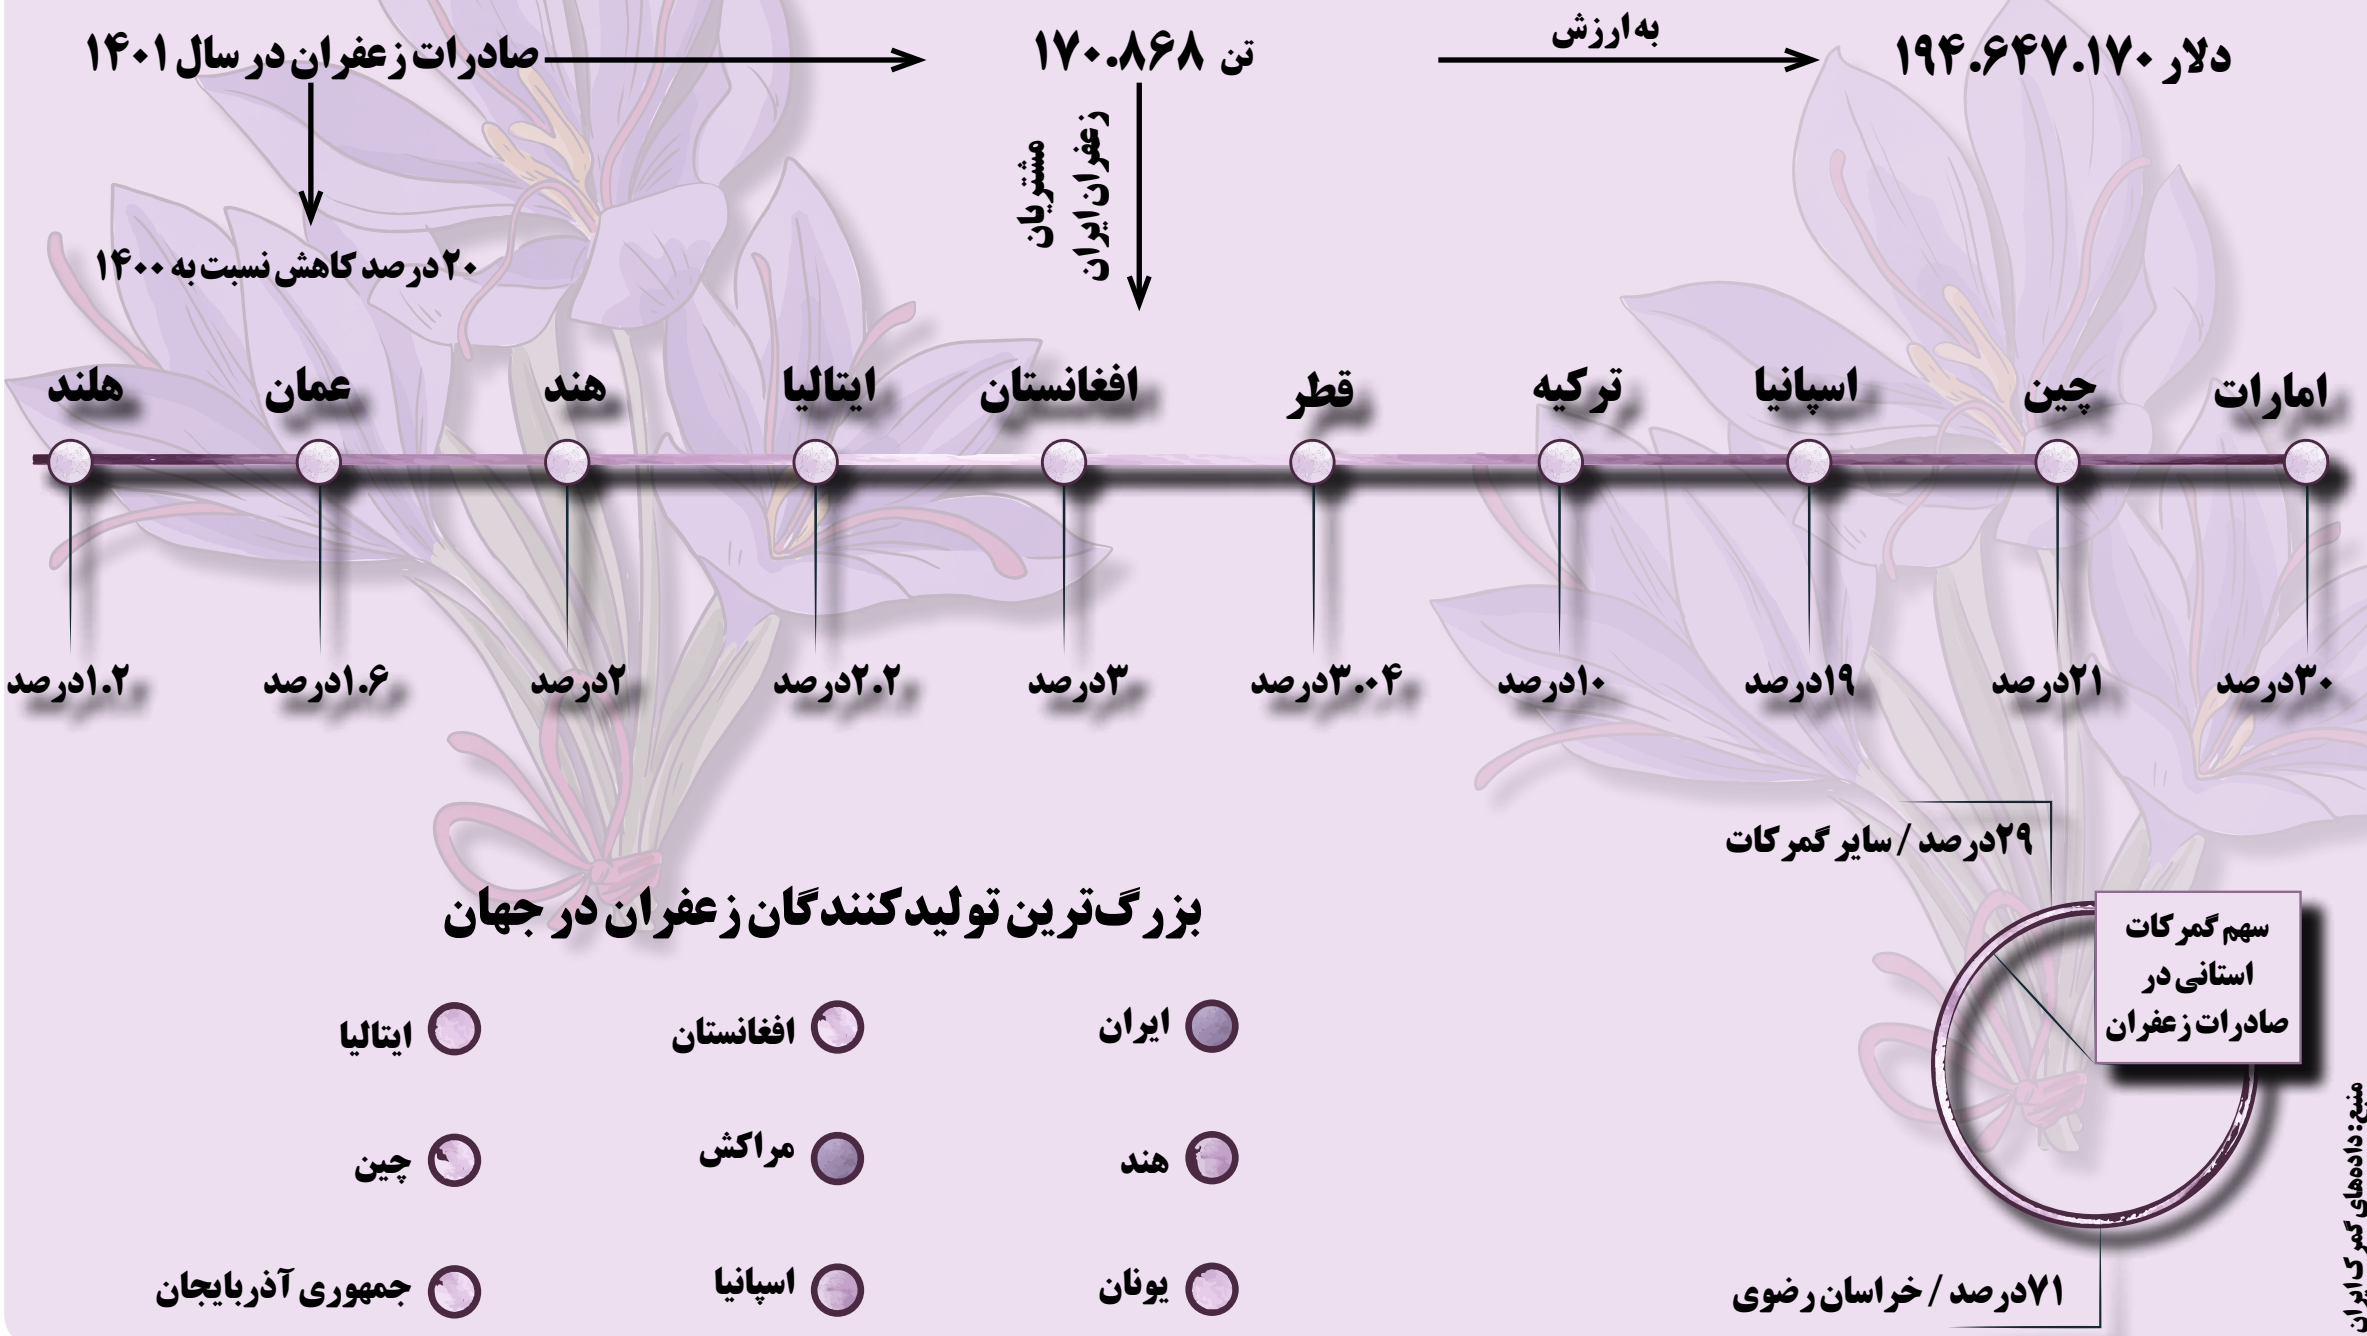 صادرات زعفران در سال ۱۴۰۱
۱۷۰.۸۶۸ تن
به ارزش
۱۹۴.۶۴۷.۱۷۰ دلار
۲۰درصد کاهش نسبت به ۱۴۰۰
مشتریان
زعفران ایران
امارات
چین
اسپانیا
ترکیه
قطر
افغانستان
ایتالیا
هند
عمان
هلند
۳۰درصد
۲۱درصد
۱۹درصد
۱۰درصد
۳.۰۴درصد
۳درصد
۲.۲درصد
۲درصد
۱.۶درصد
۱.۲درصد
۲۹درصد / سایر گمرکات
سهم گمرکات
استانی در
صادرات زعفران
۷۱درصد / خراسان رضوی
بزرگ‌ترین تولیدکنندگان زعفران در جهان
ایران
افغانستان
ایتالیا
هند
مراکش
چین
یونان
اسپانیا
جمهوری آذربایجان
منبع: داده‌های گمرک ایران